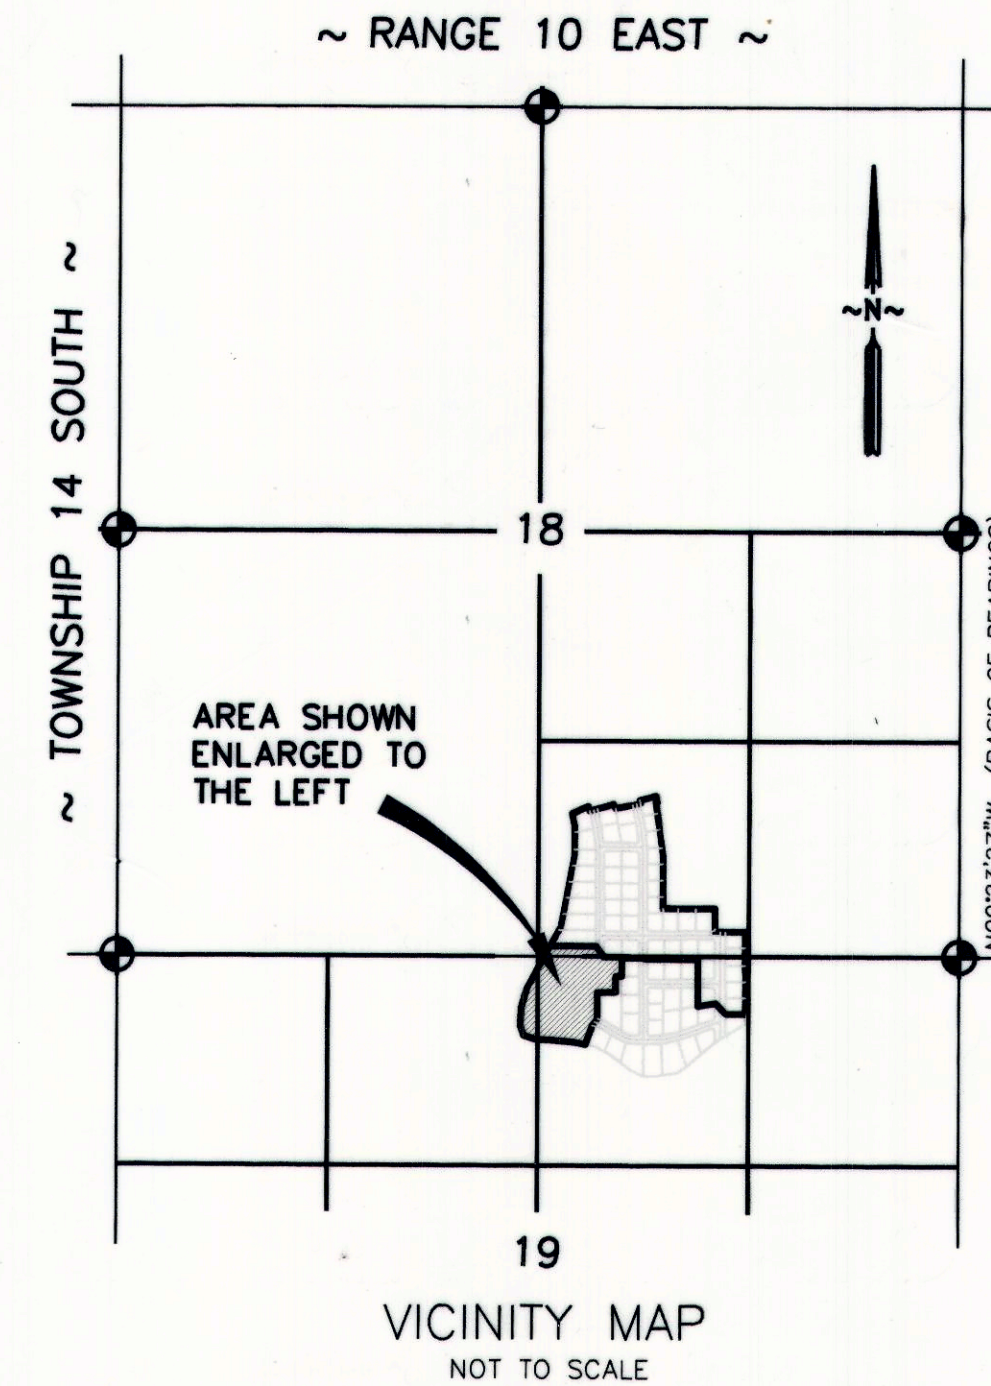 ~ RANGE 10 EAST ~
~ TOWNSHIP 14 SOUTH ~
~N~
18
AREA SHOWN
ENLARGED TO
THE LEFT
19
VICINITY MAP
NOT TO SCALE